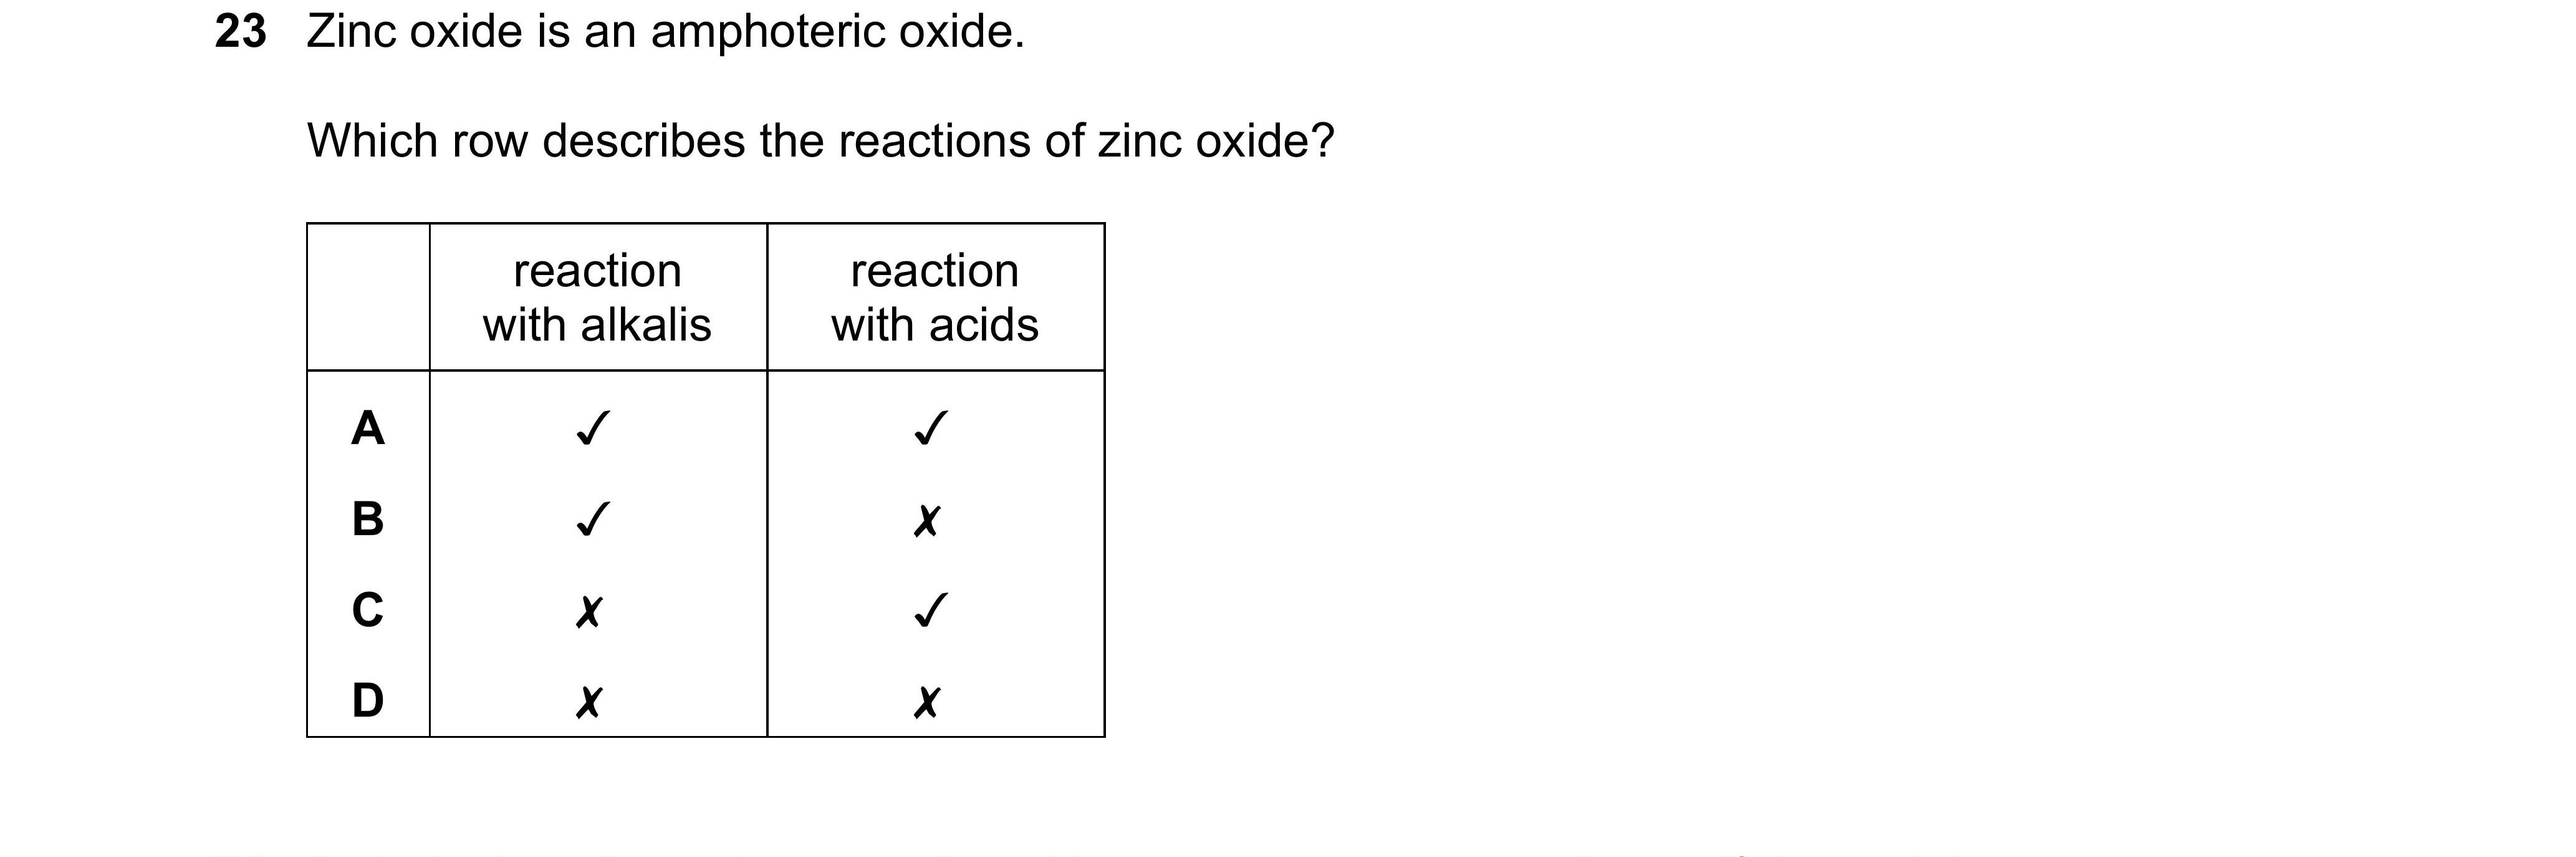 23 Zinc oxide is an amphoteric oxide.
Which row describes the reactions of zinc oxide?
reaction with alkalis reaction with acids
A ✓ ✓
B ✓ ✗
C ✗ ✓
D ✗ ✗